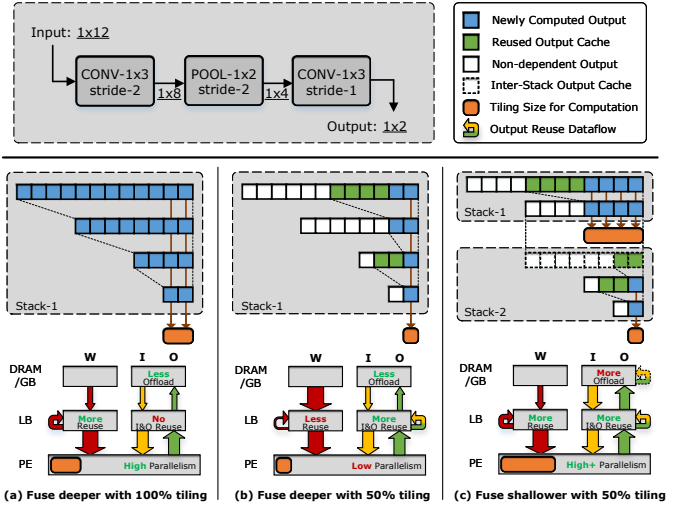 Input: 1x12
CONV-1x3
stride-2
1x8
POOL-1x2
stride-2
1x4
CONV-1x3
stride-1
Output: 1x2
Newly Computed Output
Reused Output Cache
Non-dependent Output
Inter-Stack Output Cache
Tiling Size for Computation
Output Reuse Dataflow
Stack-1
W I O
DRAM
/GB
Less
Offload
LB
More
Reuse
No
I&O Reuse
PE
High Parallelism
(a) Fuse deeper with 100% tiling
Stack-1
W I O
DRAM
/GB
Less
Offload
LB
Less
Reuse
More
I&O Reuse
PE
Low Parallelism
(b) Fuse deeper with 50% tiling
Stack-1
Stack-2
W I O
DRAM
/GB
More
Offload
LB
More
Reuse
More
I&O Reuse
PE
High+ Parallelism
(c) Fuse shallower with 50% tiling